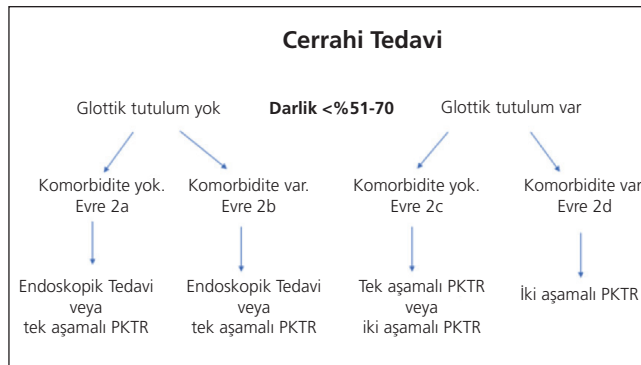 Cerrahi Tedavi
Glottik tutulum yok
Darlik <%51-70
Glottik tutulum var
Komorbidite yok.
Evre 2a
Komorbidite var.
Evre 2b
Komorbidite yok.
Evre 2c
Komorbidite var
Evre 2d
Endoskopik Tedavi
veya
tek aşamalı PKTR
Endoskopik Tedavi
veya
tek aşamalı PKTR
Tek aşamalı PKTR
veya
iki aşamalı PKTR
İki aşamalı PKTR